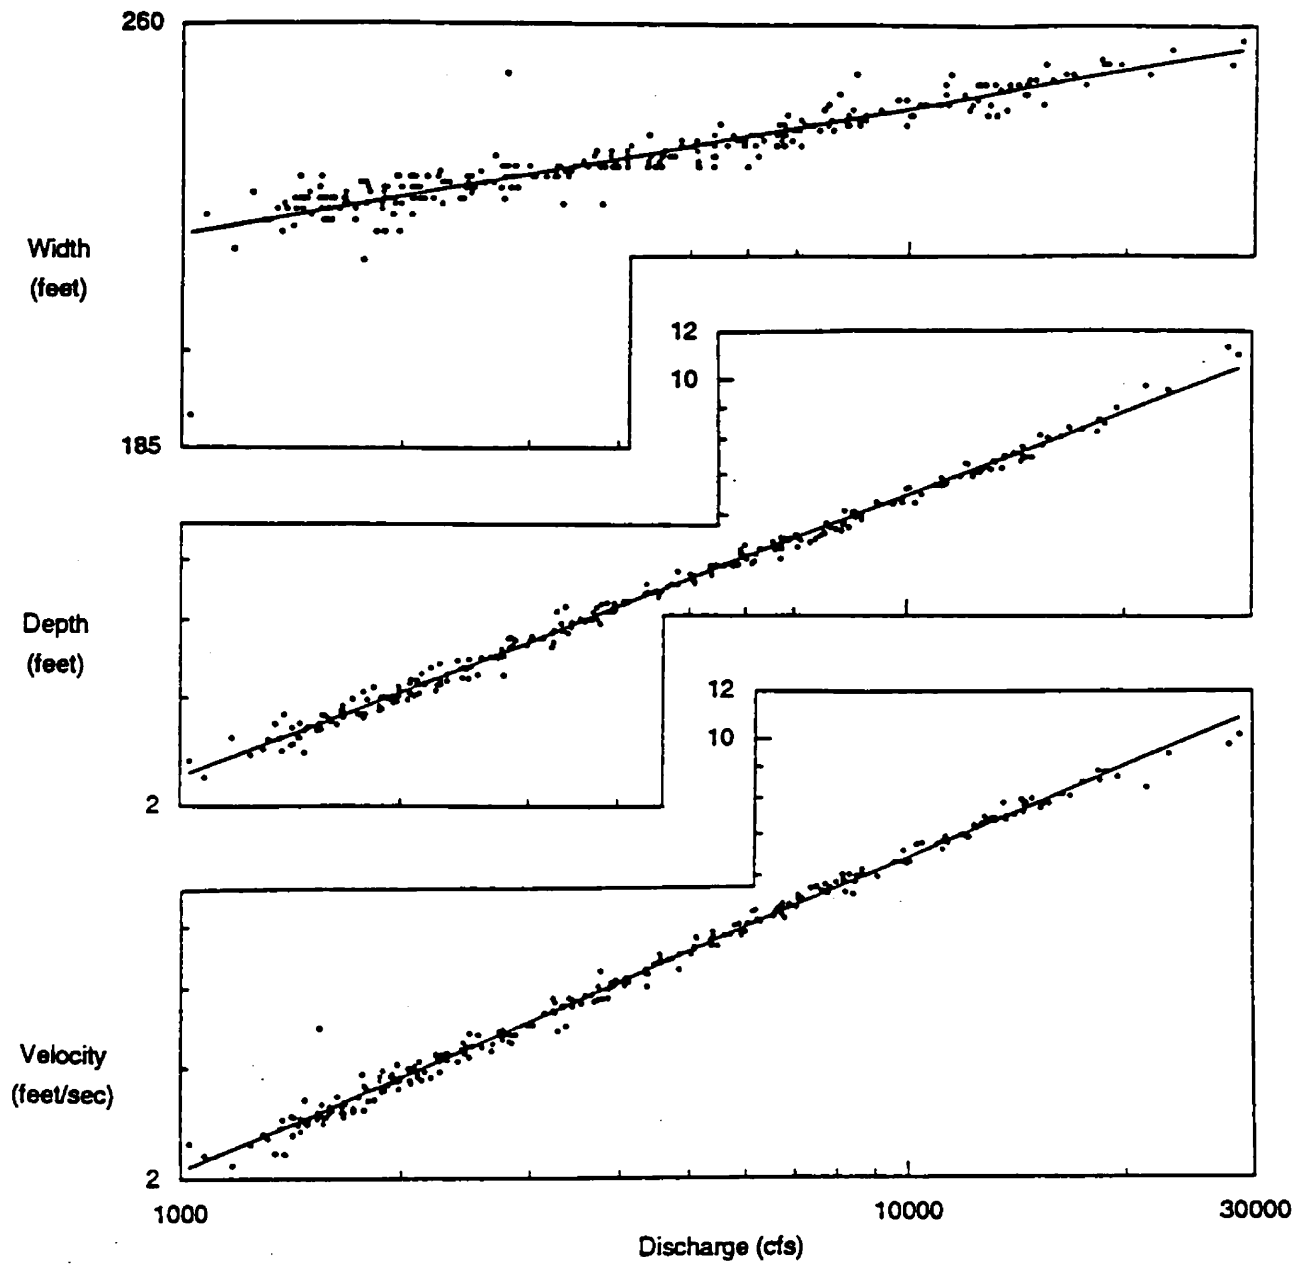 260
Width
(feet)
185
12
10
Depth
(feet)
2
12
10
Velocity
(feet/sec)
2
1000
10000
30000
Discharge (cfs)